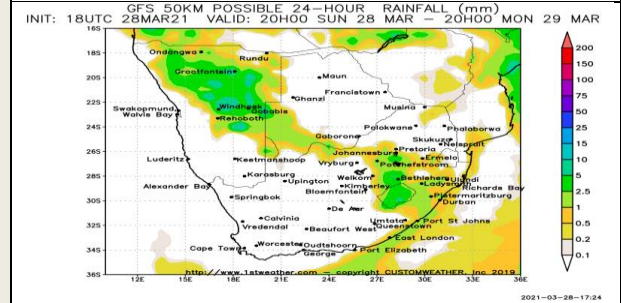 GFS 50KM POSSIBLE 24-HOUR RAINFALL (mm)
INIT: 18UTC 28MAR21 VALID: 20H00 SUN 28 MAR - 20H00 MON 29 MAR
16S
18S
20S
22S
24S
26S
28S
30S
32S
34S
36S
Ondangwa
Rundu
Grootfontein
Maun
Francistown
Ghanzi
Musina
Windhoek
Gobabis
Swakopmund
Walvis Bay
Rehoboth
Polokwane
Phalaborwa
Gaborone
Skukuza
Nelspruit
Johannesburg
Pretoria
Ermelo
Luderitz
Keetmanshoop
Vryburg
Potchefstroom
Karasburg
Upington
Welkom
Bethlehem
Ulundi
Alexander Bay
Kimberley
Ladysmith
Richards Bay
Bloemfontein
Springbok
Pietermaritzburg
Durban
De Aar
Calvinia
Umtata
Port St Johns
Vredendal
Beaufort West
Queenstown
East London
Cape Town
Worcester
Oudtshoorn
George
Port Elizabeth
http://www.1stweather.com - copyright CUSTOMWEATHER, Inc 2019
12E 15E 18E 21E 24E 27E 30E 33E 36E
200
150
100
75
50
25
15
10
5
2.5
1
0.5
0.2
0.1
2021-03-28-17:24